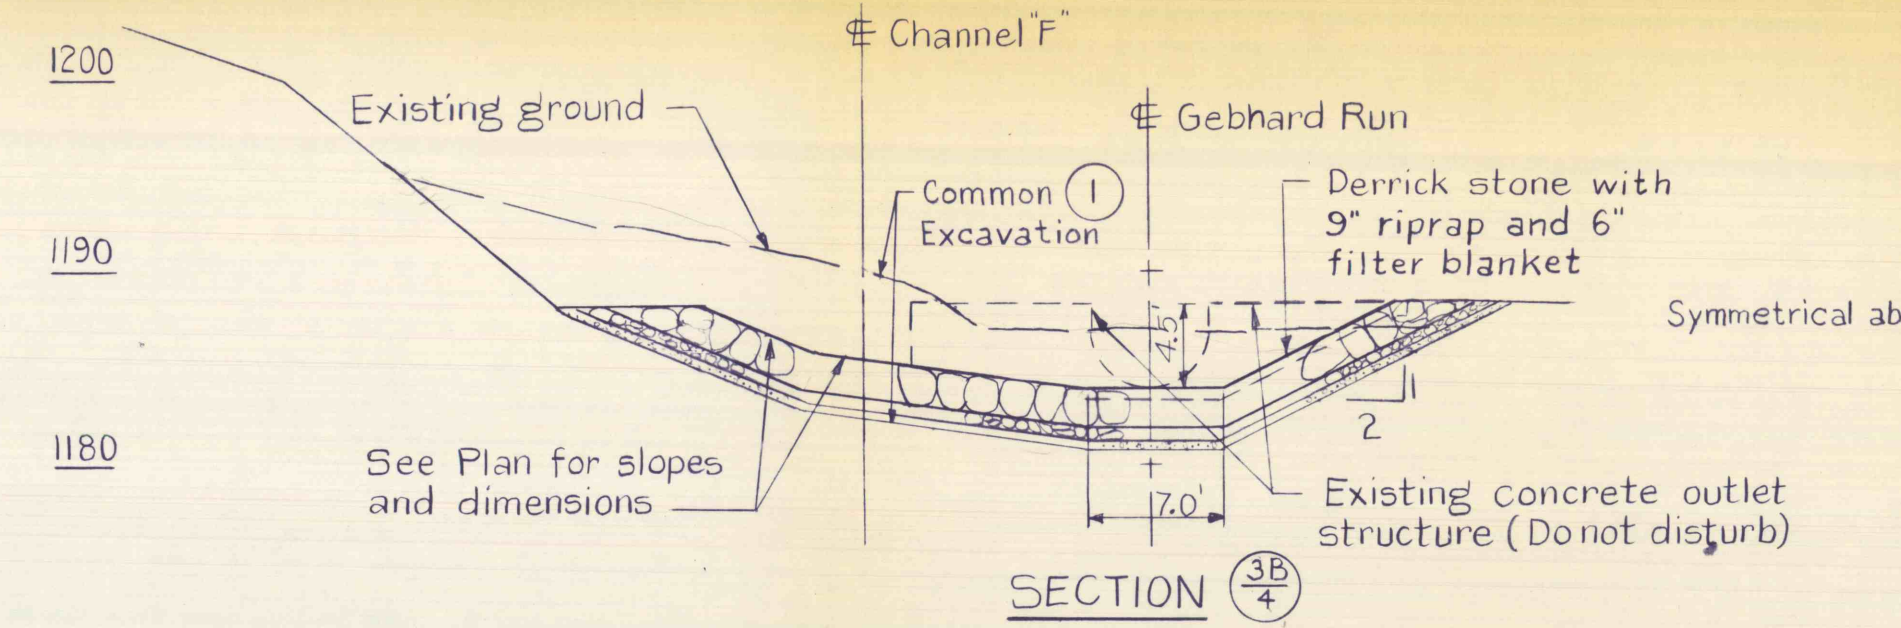 1200
℄ Channel "F"
Existing ground
℄ Gebhard Run
Common 1
Excavation
Derrick stone with
9" riprap and 6"
filter blanket
1190
4.5'
Symmetrical ab
1
2
1180
See Plan for slopes
and dimensions
7.0'
Existing concrete outlet
structure (Do not disturb)
SECTION 3B
4